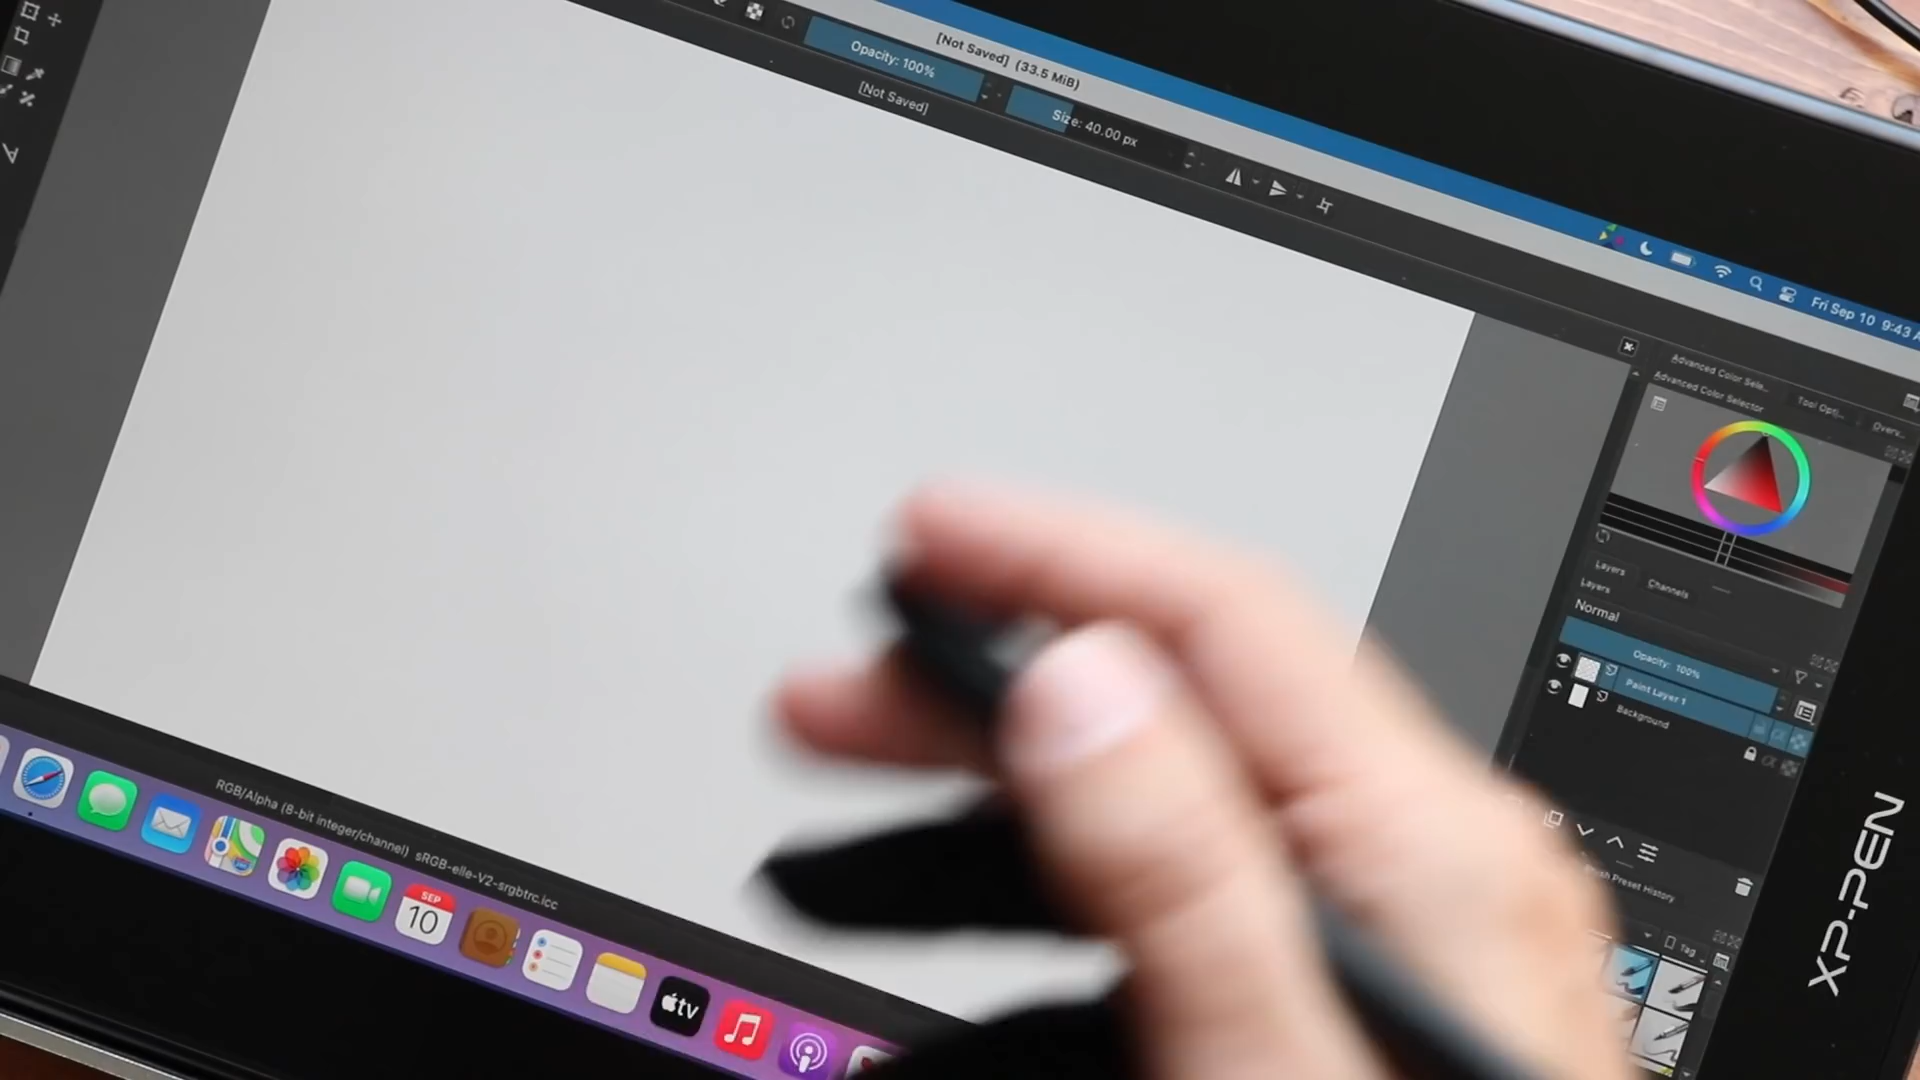 [Not Saved] (33.5 MiB)
Opacity: 100%
Size: 40.00 px
[Not Saved]
Fri Sep 10 9:43
Advanced Color Sele...
Tool Opti...
Overv...
Advanced Color Selector
Layers
Channels
Layers
Normal
Opacity: 100%
Paint Layer 1
Background
Preset History
Tag
RGB/Alpha (8-bit integer/channel) sRGB-elle-V2-srgbtrc.icc
SEP
10
tv
XP-PEN